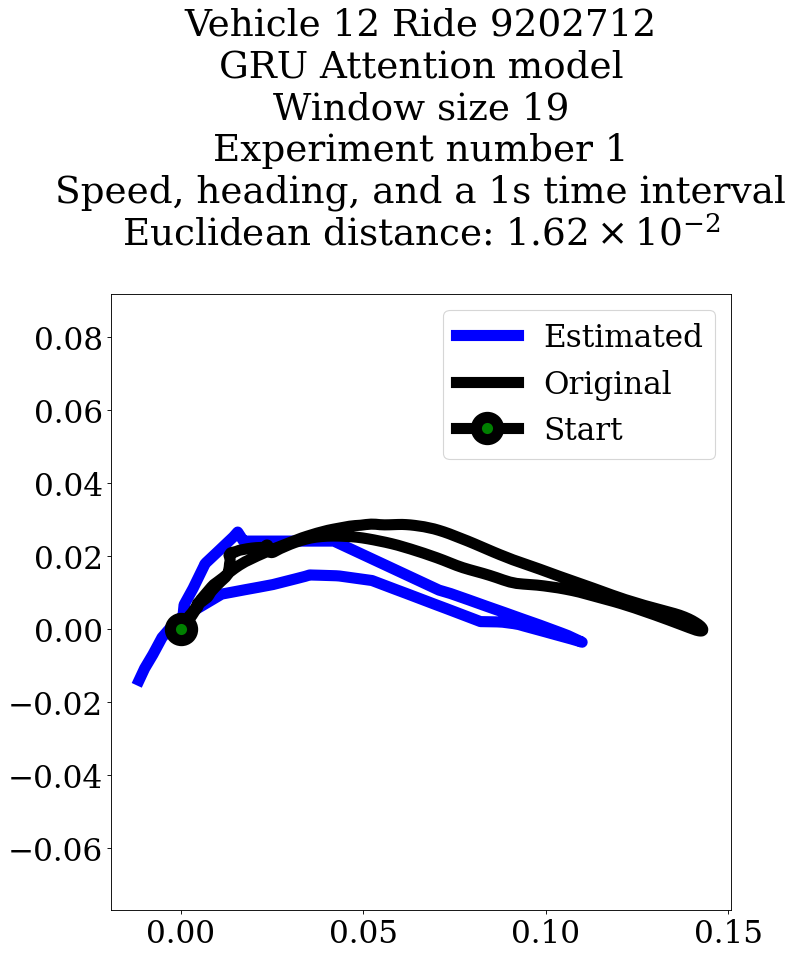 Vehicle 12 Ride 9202712
GRU Attention model
Window size 19
Experiment number 1
Speed, heading, and a 1s time interval
Euclidean distance: 1.62 × 10⁻²
Estimated
Original
Start
0.08
0.06
0.04
0.02
0.00
−0.02
−0.04
−0.06
0.00 0.05 0.10 0.15